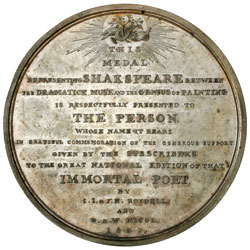 THIS
MEDAL
REPRESENTING SHAKSPEARE BETWEEN
THE DRAMATICK MUSE AND THE GENIUS OF PAINTING
IS RESPECTFULLY PRESENTED TO
THE PERSON
WHOSE NAME IT BEARS
IN GRATEFUL COMMEMORATION OF THE GENEROUS SUPPORT
GIVEN BY THE SUBSCRIBERS
TO THE GREAT NATIONAL EDITION OF THAT
IMMORTAL POET
BY
I. I. & J. N. BOYDELL
AND
G. & W. NICOL